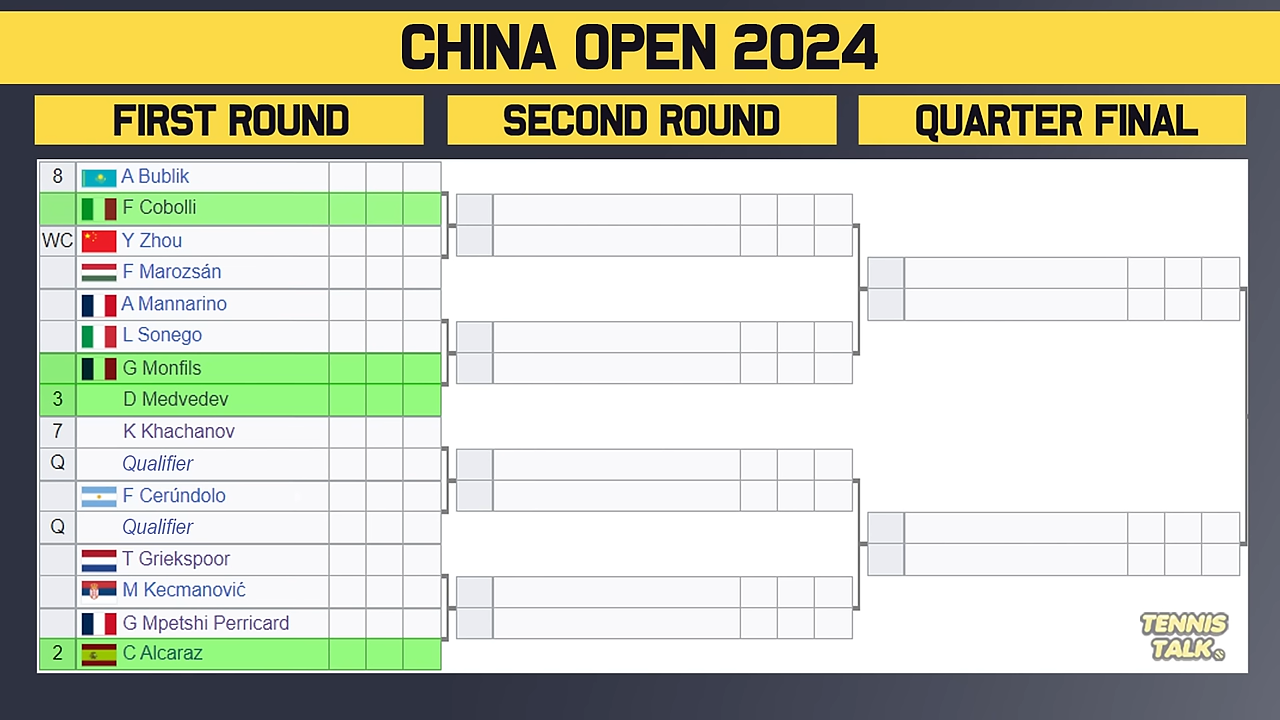 CHINA OPEN 2024
FIRST ROUND
SECOND ROUND
QUARTER FINAL
8 A Bublik
F Cobolli
WC Y Zhou
F Marozsán
A Mannarino
L Sonego
G Monfils
3 D Medvedev
7 K Khachanov
Q Qualifier
F Cerúndolo
Q Qualifier
T Griekspoor
M Kecmanović
G Mpetshi Perricard
2 C Alcaraz
TENNIS
TALK